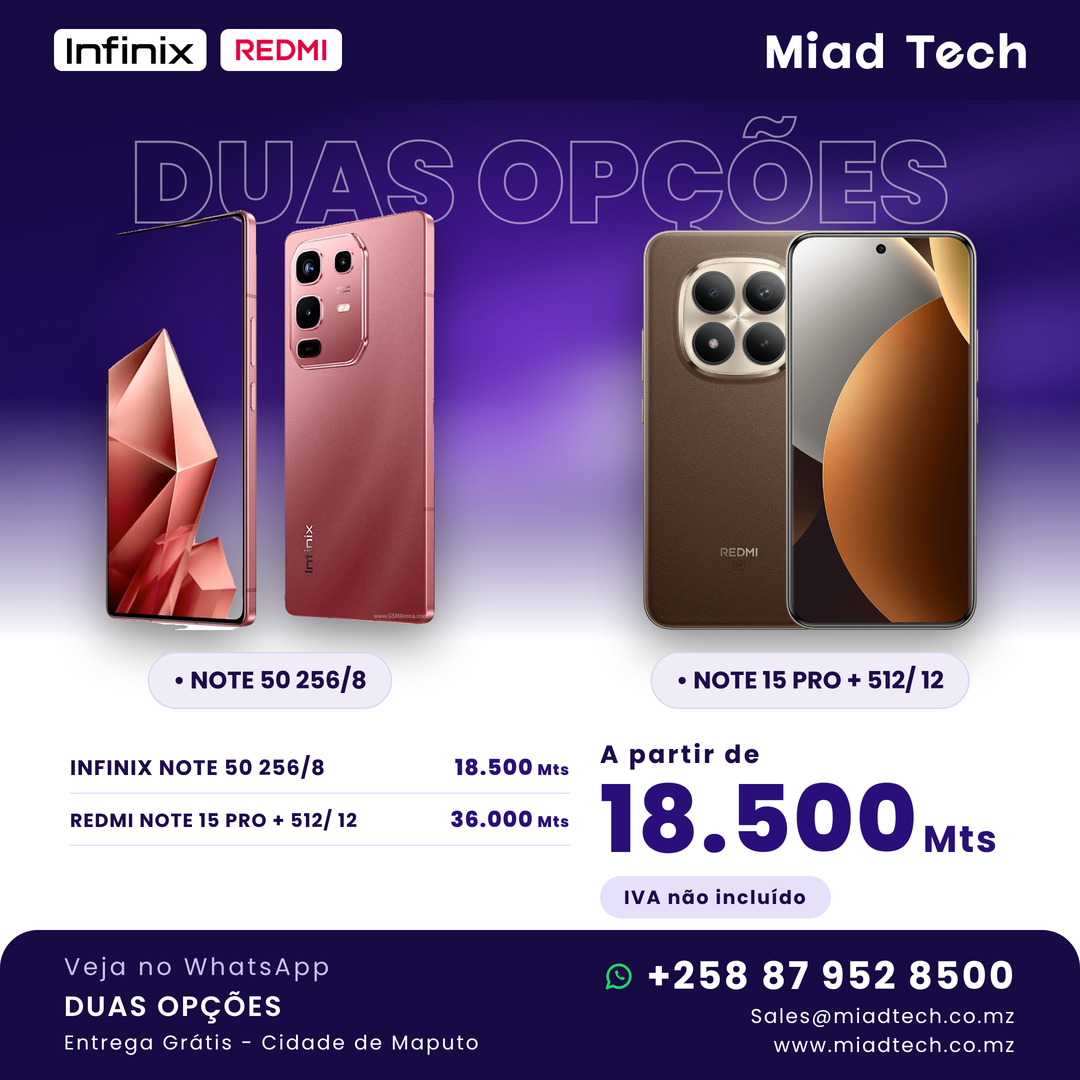 Infinix
REDMI
Miad Tech
DUAS OPÇÕES
Infinix
www.GSMArena.com
REDMI
• NOTE 50 256/8
• NOTE 15 PRO + 512/ 12
INFINIX NOTE 50 256/8 18.500 Mts
REDMI NOTE 15 PRO + 512/ 12 36.000 Mts
A partir de
18.500 Mts
IVA não incluído
Veja no WhatsApp
DUAS OPÇÕES
Entrega Grátis - Cidade de Maputo
+258 87 952 8500
Sales@miadtech.co.mz
www.miadtech.co.mz